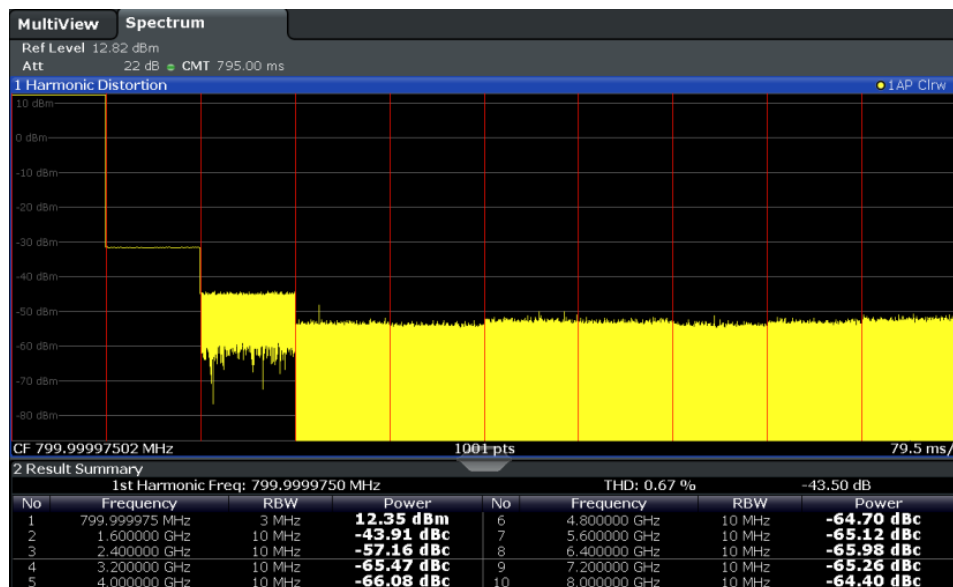 MultiView Spectrum
Ref Level 12.82 dBm
Att 22 dB CMT 795.00 ms
1 Harmonic Distortion 1AP Clrw
10 dBm
0 dBm
-10 dBm
-20 dBm
-30 dBm
-40 dBm
-50 dBm
-60 dBm
-70 dBm
-80 dBm
CF 799.99997502 MHz 1001 pts 79.5 ms/
2 Result Summary
1st Harmonic Freq: 799.9999750 MHz THD: 0.67 % -43.50 dB
No Frequency RBW Power No Frequency RBW Power
1 799.999975 MHz 3 MHz 12.35 dBm 6 4.800000 GHz 10 MHz -64.70 dBc
2 1.600000 GHz 10 MHz -43.91 dBc 7 5.600000 GHz 10 MHz -65.12 dBc
3 2.400000 GHz 10 MHz -57.16 dBc 8 6.400000 GHz 10 MHz -65.98 dBc
4 3.200000 GHz 10 MHz -65.47 dBc 9 7.200000 GHz 10 MHz -65.26 dBc
5 4.000000 GHz 10 MHz -66.08 dBc 10 8.000000 GHz 10 MHz -64.40 dBc